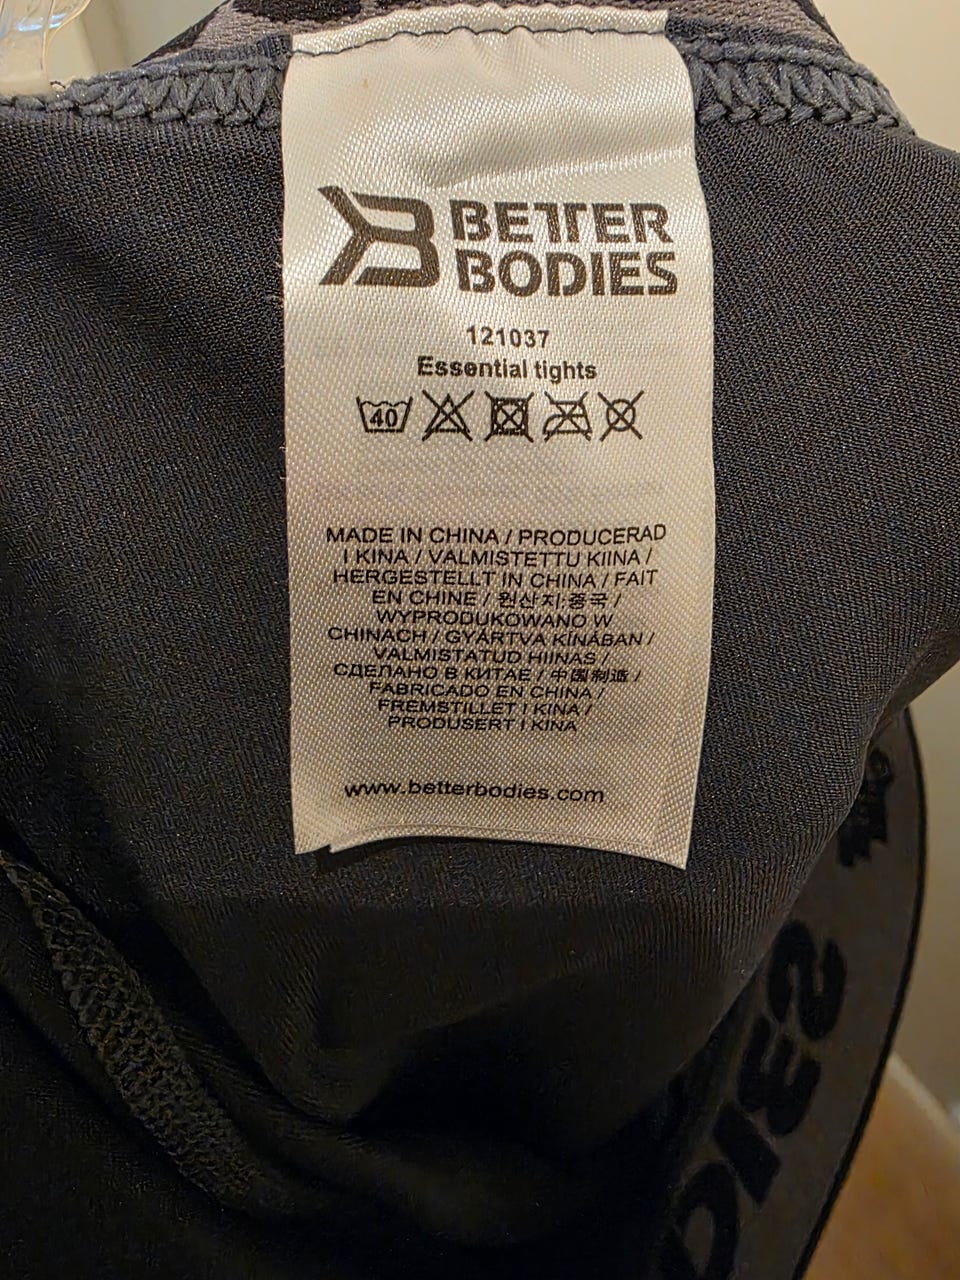 BETTER
BODIES
121037
Essential tights
40
MADE IN CHINA / PRODUCERAD
I KINA / VALMISTETTU KIINA /
HERGESTELLT IN CHINA / FAIT
EN CHINE / 원산지:중국 /
WYPRODUKOWANO W
CHINACH / GYÁRTVA KÍNÁBAN /
VALMISTATUD HIINAS /
СДЕЛАНО В КИТАЕ / 中国制造 /
FABRICADO EN CHINA /
FREMSTILLET I KINA /
PRODUSERT I KINA
www.betterbodies.com